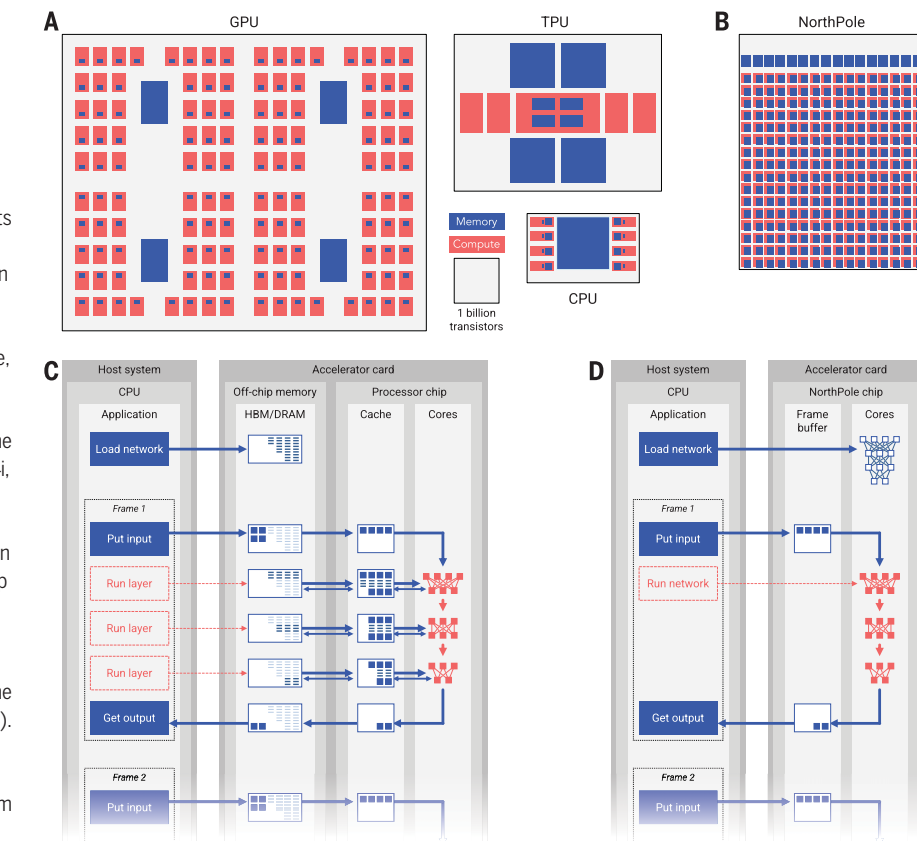 A
GPU
TPU
B
NorthPole
Memory
Compute
1 billion
transistors
CPU
ts
n
e,
ne
i,
n
ne
).
m
C
Host system
Accelerator card
CPU
Off-chip memory
Processor chip
Application
HBM/DRAM
Cache
Cores
Load network
Frame 1
Put input
Run layer
Run layer
Run layer
Get output
Frame 2
Put input
D
Host system
Accelerator card
CPU
NorthPole chip
Application
Frame
buffer
Cores
Load network
Frame 1
Put input
Run network
Get output
Frame 2
Put input